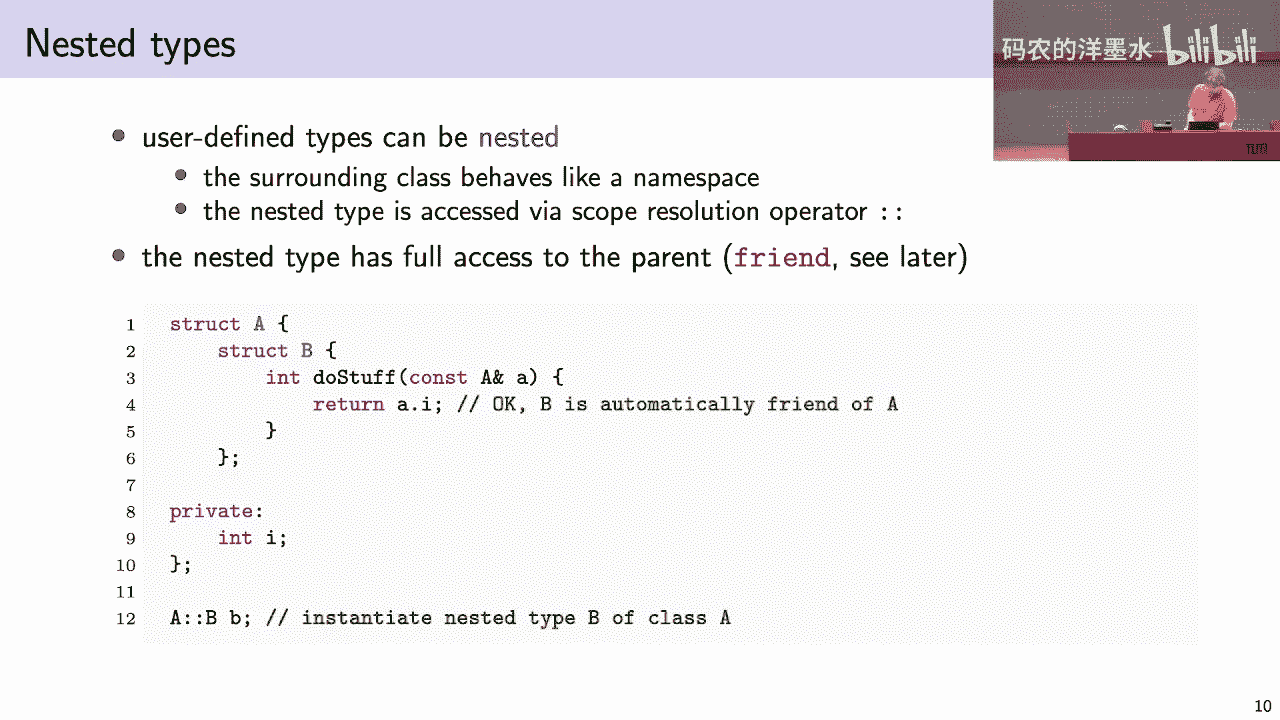 Nested types
码农的洋墨水 bilibili
TUM
user-defined types can be nested
the surrounding class behaves like a namespace
the nested type is accessed via scope resolution operator ::
the nested type has full access to the parent (friend, see later)
1 struct A {
2 struct B {
3 int doStuff(const A& a) {
4 return a.i; // OK, B is automatically friend of A
5 }
6 };
7
8 private:
9 int i;
10 };
11
12 A::B b; // instantiate nested type B of class A
10